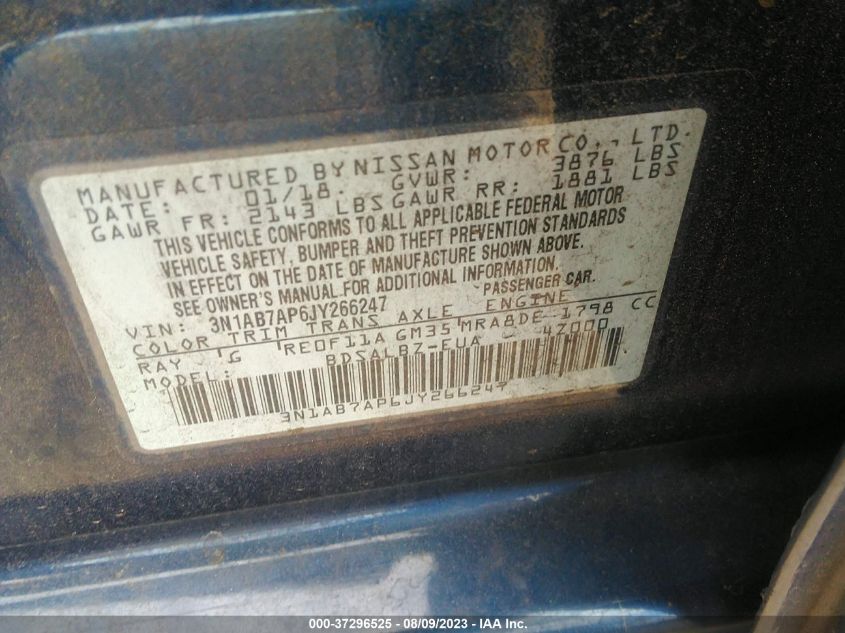 MANUFACTURED BY NISSAN MOTOR CO., LTD.
DATE: 01/18. GVWR: 3876 LBS
GAWR FR: 2143 LBS GAWR RR: 1881 LBS
THIS VEHICLE CONFORMS TO ALL APPLICABLE FEDERAL MOTOR
VEHICLE SAFETY, BUMPER AND THEFT PREVENTION STANDARDS
IN EFFECT ON THE DATE OF MANUFACTURE SHOWN ABOVE.
SEE OWNER'S MANUAL FOR ADDITIONAL INFORMATION.
VIN: 3N1AB7AP6JY266247 PASSENGER CAR.
COLOR TRIM TRANS AXLE ENGINE
RAY G RE0F11A GM35 MRA8DE 1798 CC
MODEL: BDSALBZ-EUA 4Z000
3N1AB7AP6JY266247
000-37296525 - 08/09/2023 - IAA Inc.